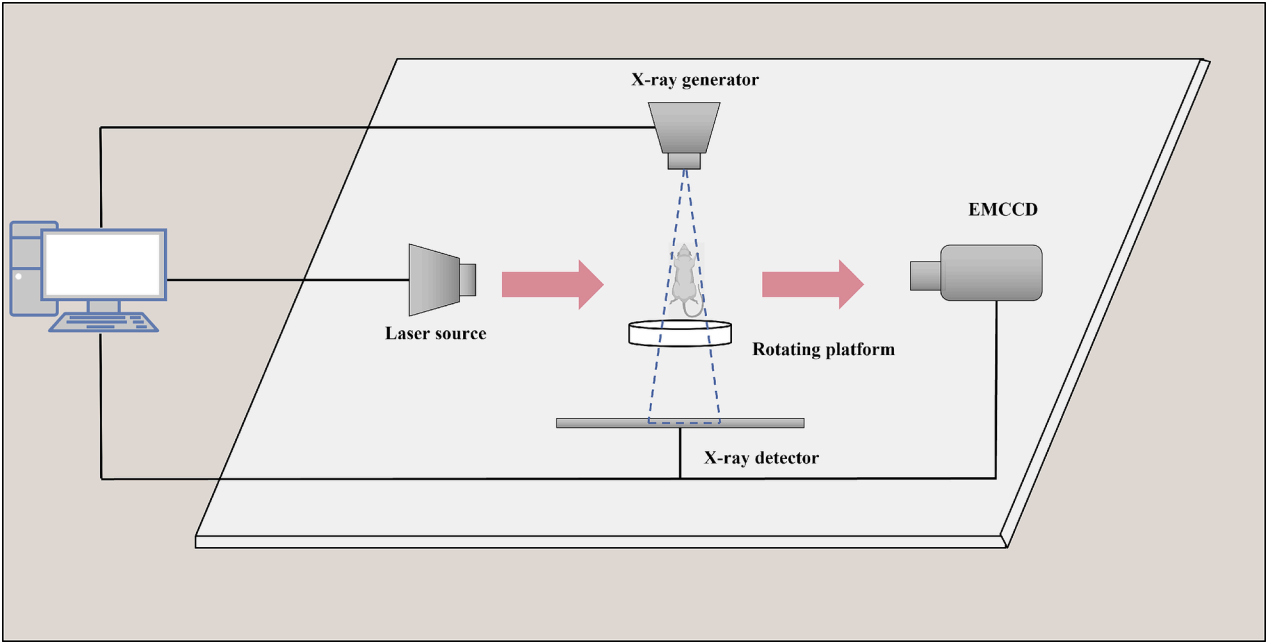 X-ray generator
EMCCD
Laser source
Rotating platform
X-ray detector